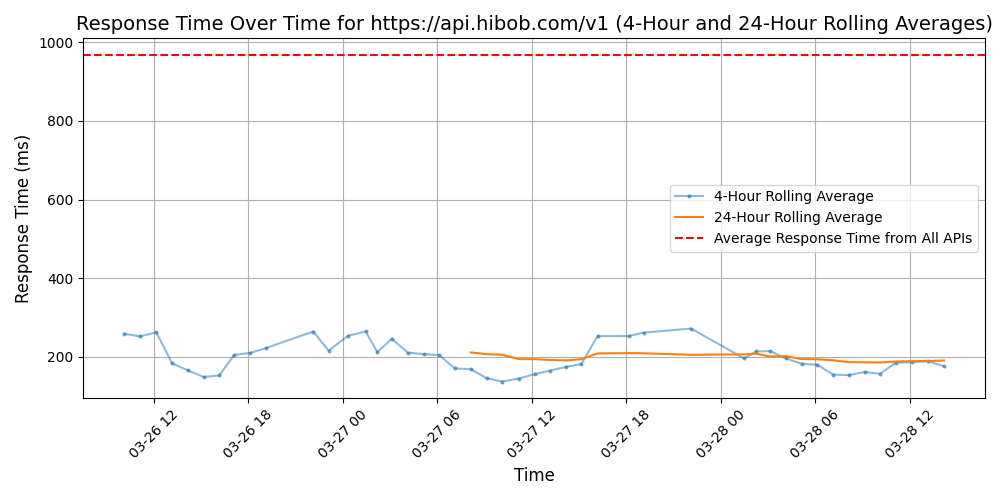 Response Time Over Time for https://api.hibob.com/v1 (4-Hour and 24-Hour Rolling Averages)
Response Time (ms)
1000
800
600
400
200
4-Hour Rolling Average
24-Hour Rolling Average
Average Response Time from All APIs
03-26 12
03-26 18
03-27 00
03-27 06
03-27 12
03-27 18
03-28 00
03-28 06
03-28 12
Time